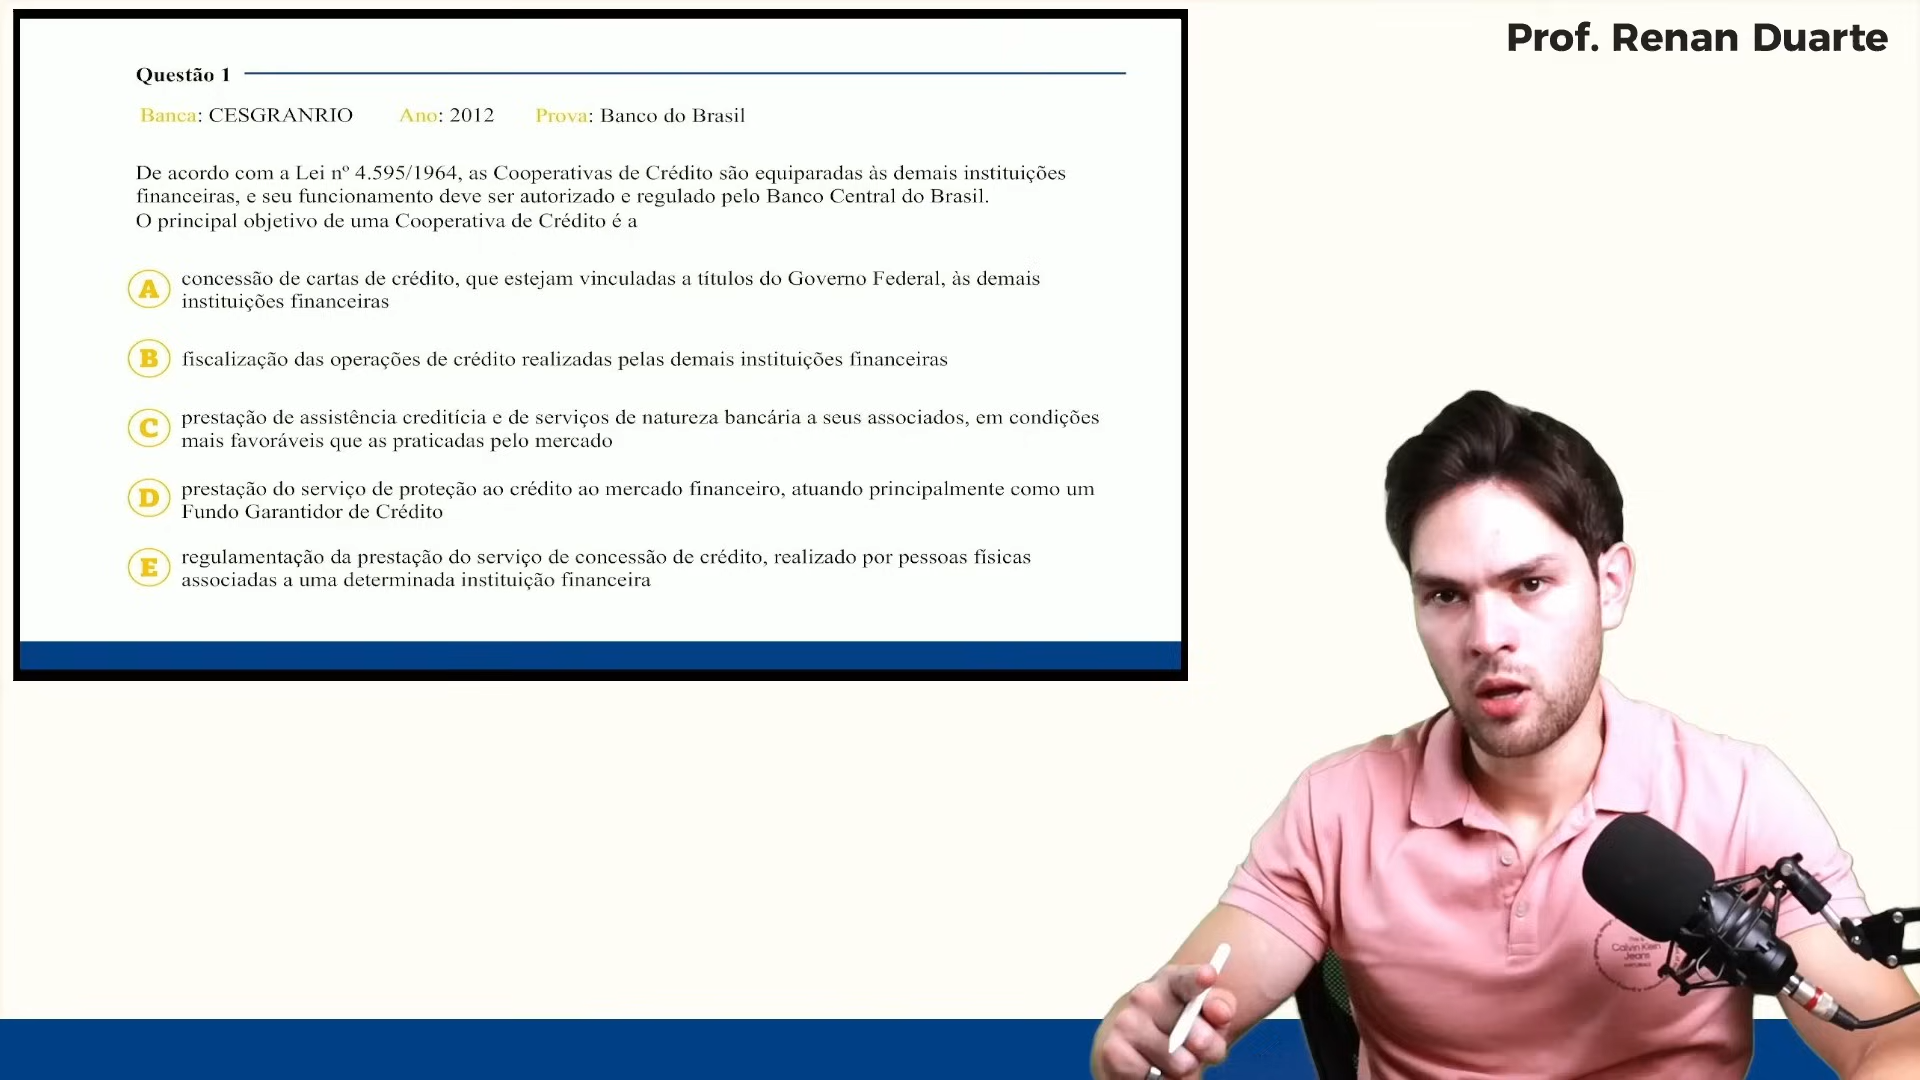 Prof. Renan Duarte
Questão 1
Banca: CESGRANRIO Ano: 2012 Prova: Banco do Brasil
De acordo com a Lei nº 4.595/1964, as Cooperativas de Crédito são equiparadas às demais instituições
financeiras, e seu funcionamento deve ser autorizado e regulado pelo Banco Central do Brasil.
O principal objetivo de uma Cooperativa de Crédito é a
A concessão de cartas de crédito, que estejam vinculadas a títulos do Governo Federal, às demais
instituições financeiras
B fiscalização das operações de crédito realizadas pelas demais instituições financeiras
C prestação de assistência creditícia e de serviços de natureza bancária a seus associados, em condições
mais favoráveis que as praticadas pelo mercado
D prestação do serviço de proteção ao crédito ao mercado financeiro, atuando principalmente como um
Fundo Garantidor de Crédito
E regulamentação da prestação do serviço de concessão de crédito, realizado por pessoas físicas
associadas a uma determinada instituição financeira
Calvin Klein
Jeans